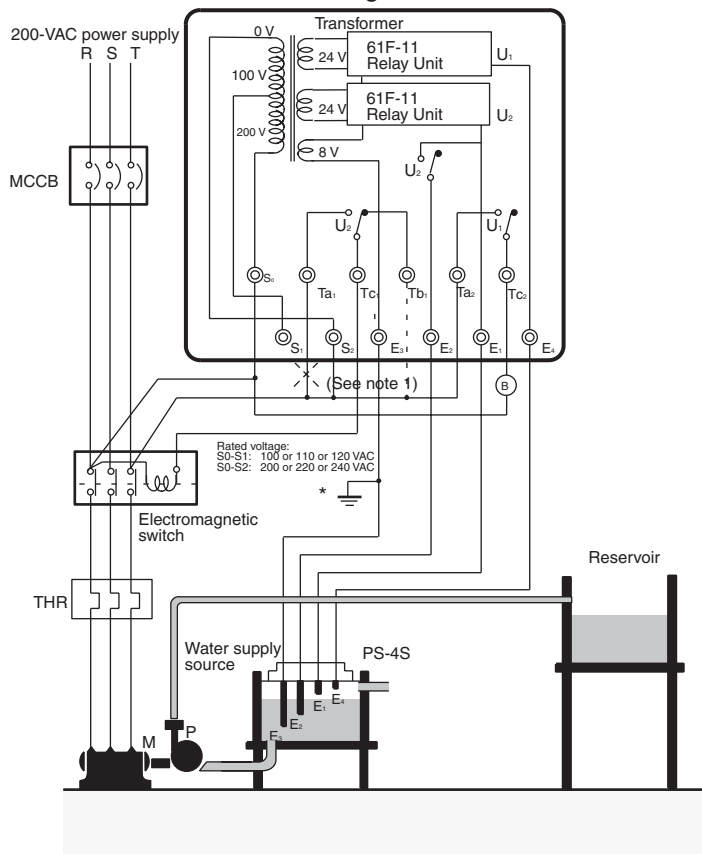 Transformer
200-VAC power supply
R S T
0 V
100 V
200 V
24 V
61F-11
Relay Unit
U1
24 V
61F-11
Relay Unit
U2
8 V
U2
MCCB
U2
U1
S0
Ta1
Tc1
Tb1
Ta2
Tc2
S1
S2
E3
E2
E1
E4
(See note 1)
B
Rated voltage:
S0-S1: 100 or 110 or 120 VAC
S0-S2: 200 or 220 or 240 VAC
*
Electromagnetic
switch
THR
Reservoir
Water supply
source
PS-4S
E4
E1
E2
E3
M
P